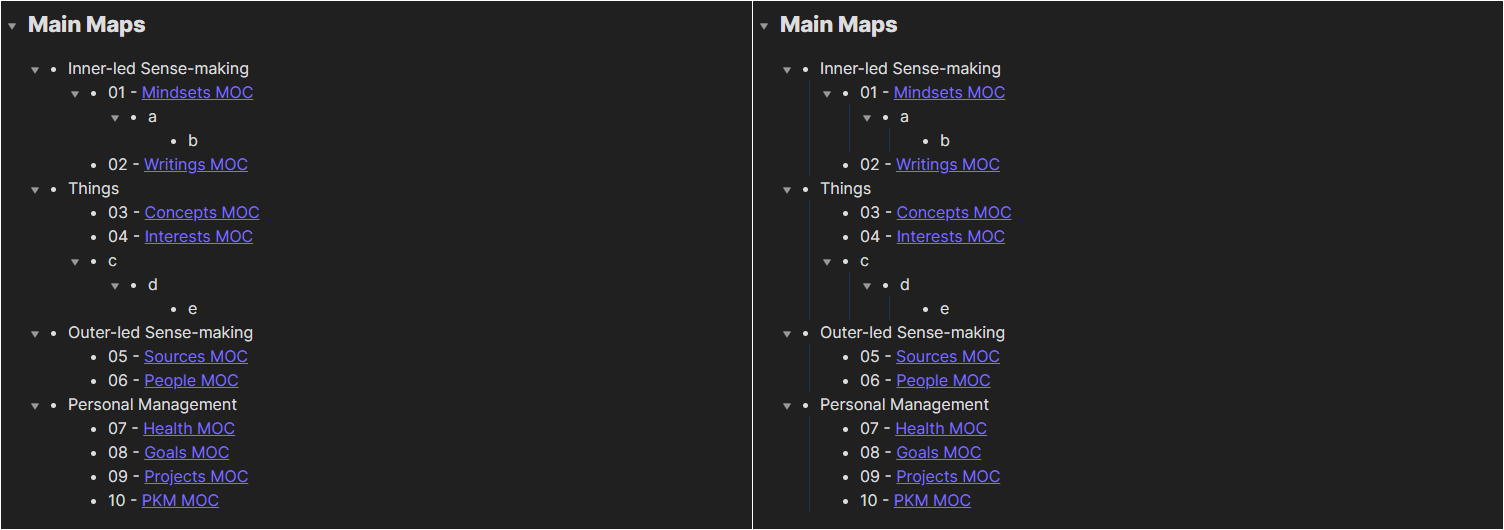 Main Maps
Inner-led Sense-making
01 - Mindsets MOC
a
b
02 - Writings MOC
Things
03 - Concepts MOC
04 - Interests MOC
c
d
e
Outer-led Sense-making
05 - Sources MOC
06 - People MOC
Personal Management
07 - Health MOC
08 - Goals MOC
09 - Projects MOC
10 - PKM MOC
Main Maps
Inner-led Sense-making
01 - Mindsets MOC
a
b
02 - Writings MOC
Things
03 - Concepts MOC
04 - Interests MOC
c
d
e
Outer-led Sense-making
05 - Sources MOC
06 - People MOC
Personal Management
07 - Health MOC
08 - Goals MOC
09 - Projects MOC
10 - PKM MOC